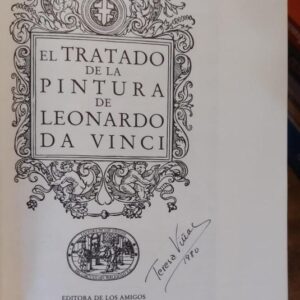 EL TRATADO
DE LA
PINTURA
DE
LEONARDO
DA VINCI
Teresa
1980
EDITORA DE LOS AMIGOS